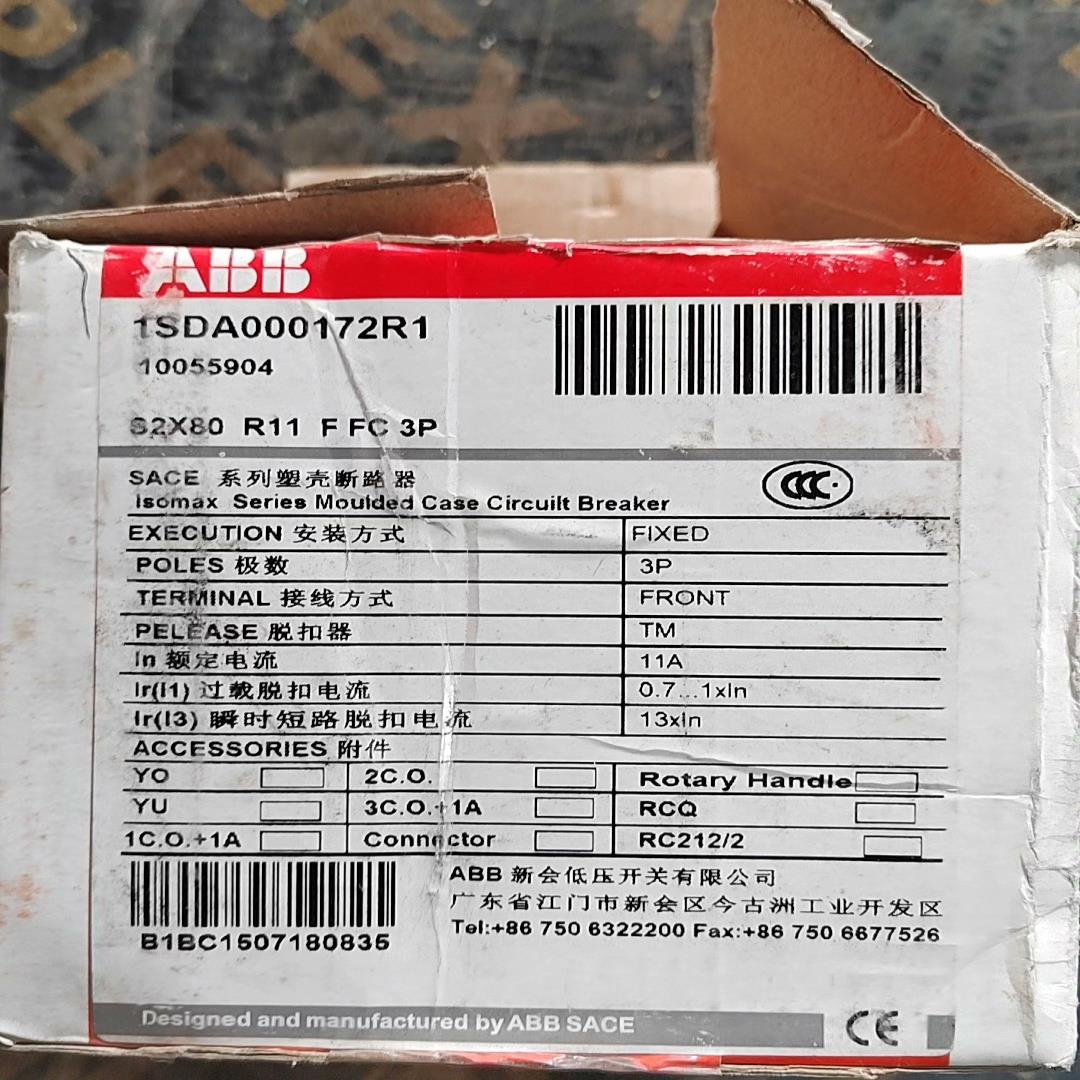 ABB
1SDA000172R1
10055904
S2X80 R11 F FC 3P
SACE 系列塑壳断路器
Isomax Series Moulded Case Circuilt Breaker
EXECUTION 安装方式 FIXED
POLES 极数 3P
TERMINAL 接线方式 FRONT
PELEASE 脱扣器 TM
In 额定电流 11A
Ir(I1) 过载脱扣电流 0.7...1xIn
Ir(I3) 瞬时短路脱扣电流 13xIn
ACCESSORIES 附件
YO 2C.O. Rotary Handle
YU 3C.O.+1A RCQ
1C.O.+1A Connector RC212/2
ABB 新会低压开关有限公司
广东省江门市新会区今古洲工业开发区
Tel:+86 750 6322200 Fax:+86 750 6677526
B1BC1507180835
Designed and manufactured by ABB SACE
CE